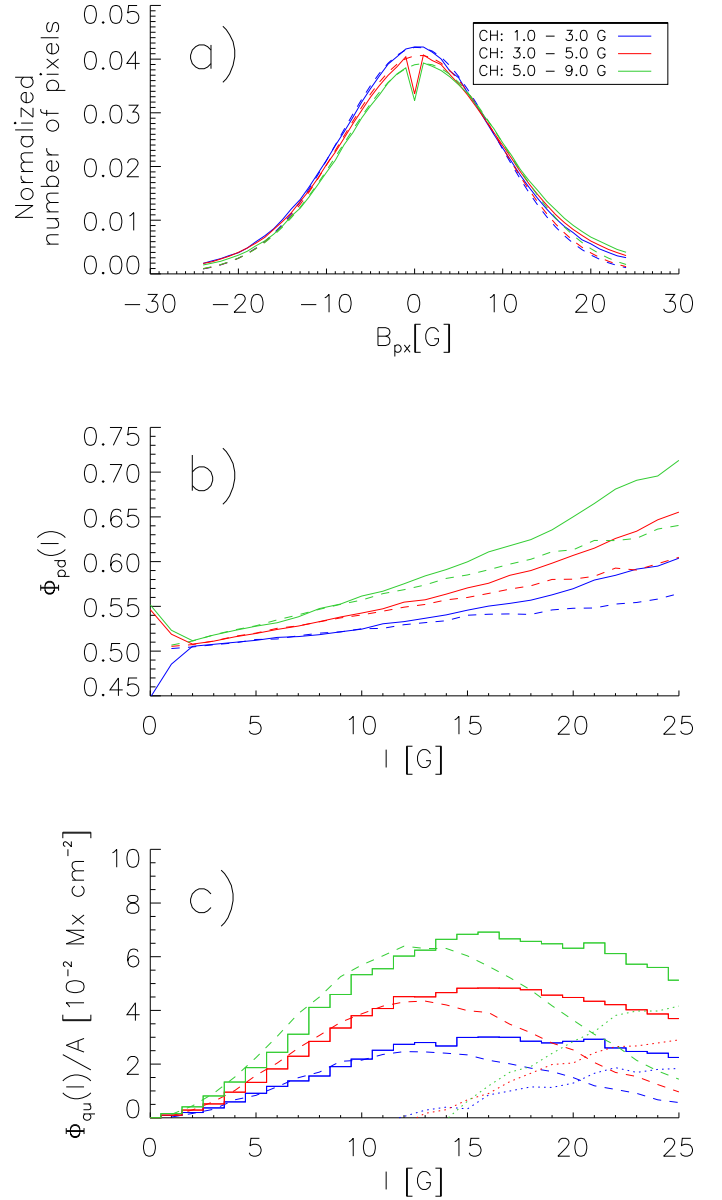 a)
CH: 1.0 – 3.0 G
CH: 3.0 – 5.0 G
CH: 5.0 – 9.0 G
Normalized
number of pixels
0.05
0.04
0.03
0.02
0.01
0.00
−30 −20 −10 0 10 20 30
B_px[G]
b)
Φ_pd(l)
0.75
0.70
0.65
0.60
0.55
0.50
0.45
0 5 10 15 20 25
l [G]
c)
Φ_qu(l)/A [10⁻² Mx cm⁻²]
10
8
6
4
2
0
0 5 10 15 20 25
l [G]